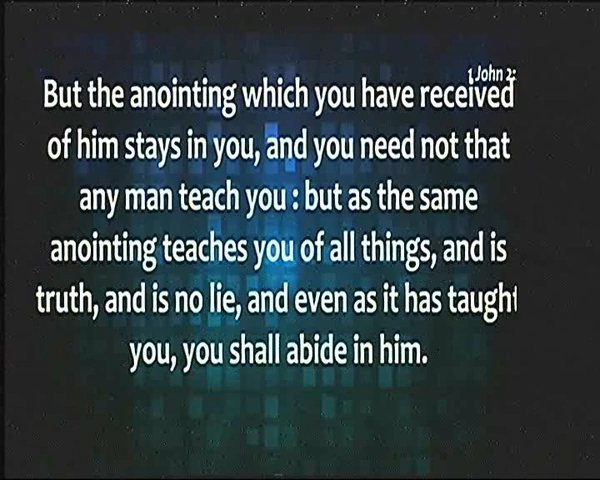 1 John 2:
But the anointing which you have received
of him stays in you, and you need not that
any man teach you : but as the same
anointing teaches you of all things, and is
truth, and is no lie, and even as it has taught
you, you shall abide in him.